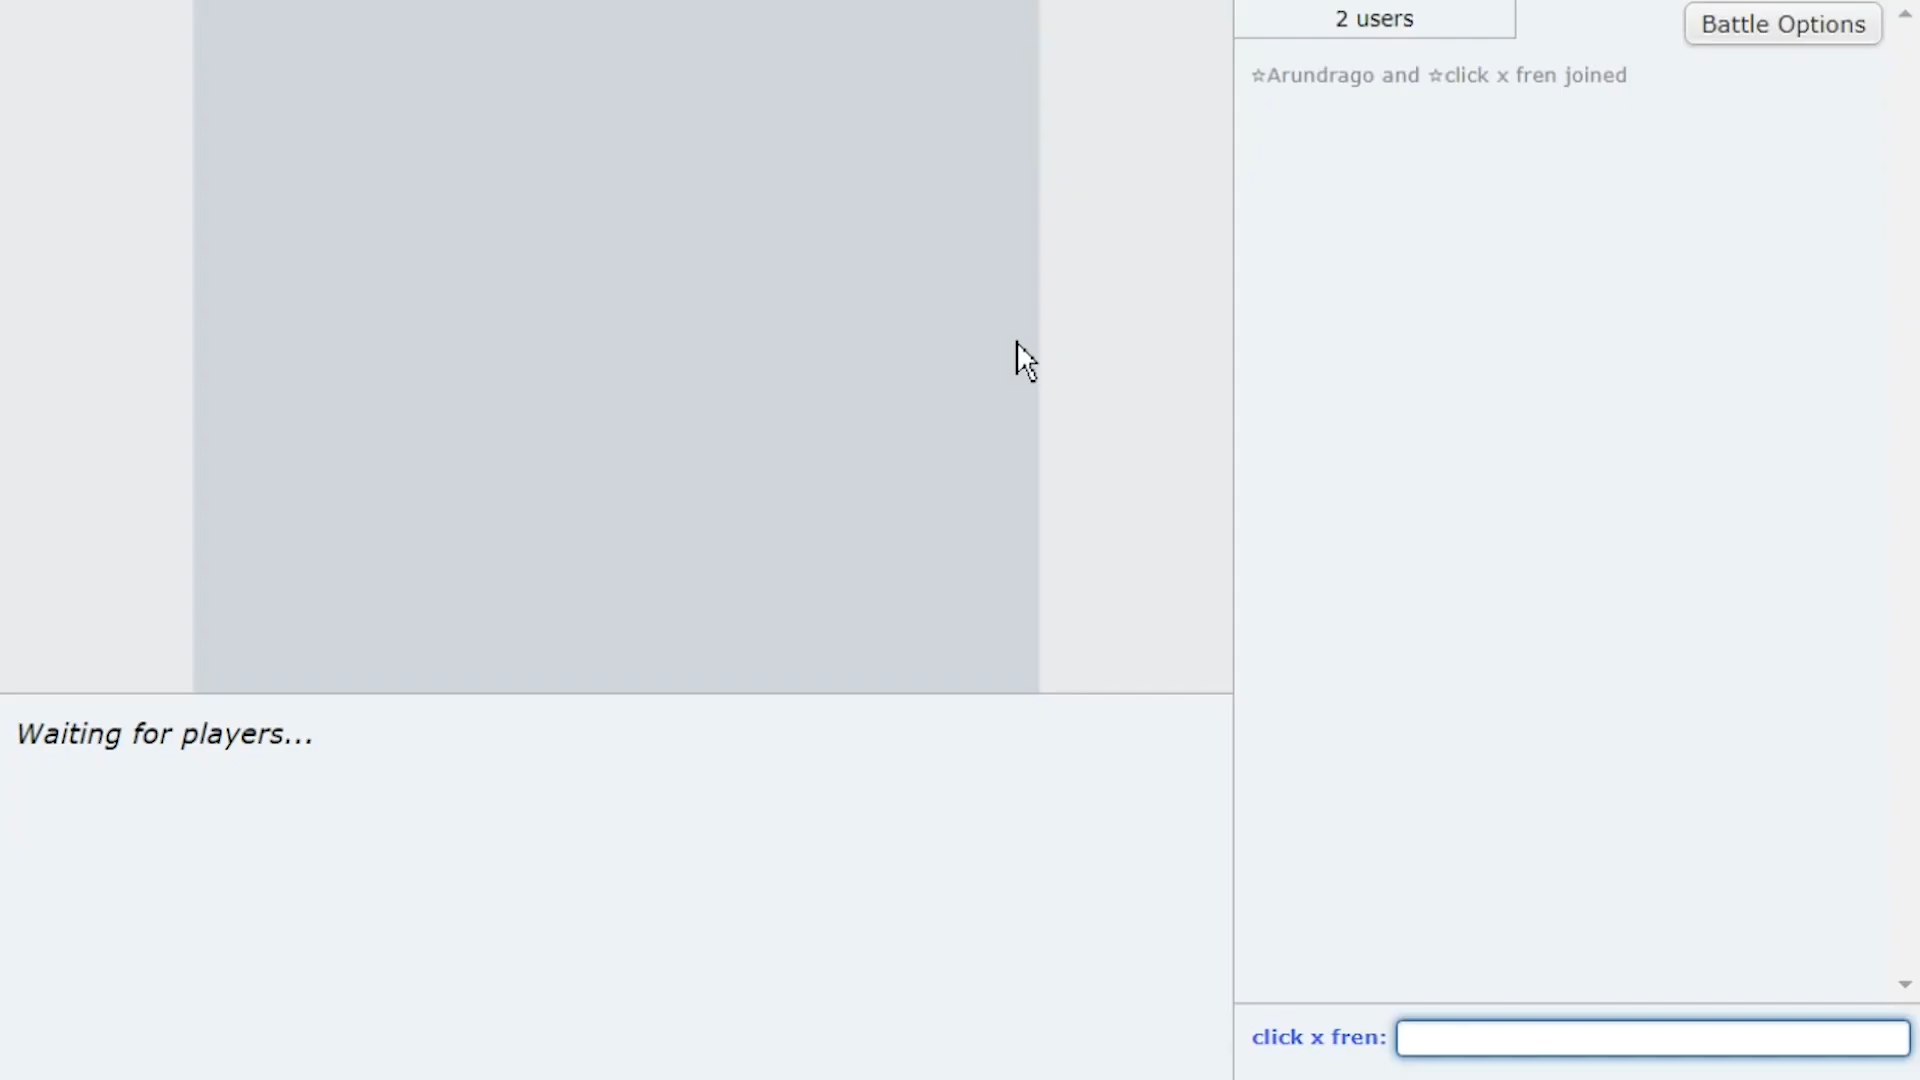 2 users
Battle Options
☆Arundrago and ☆click x fren joined
Waiting for players...
click x fren: